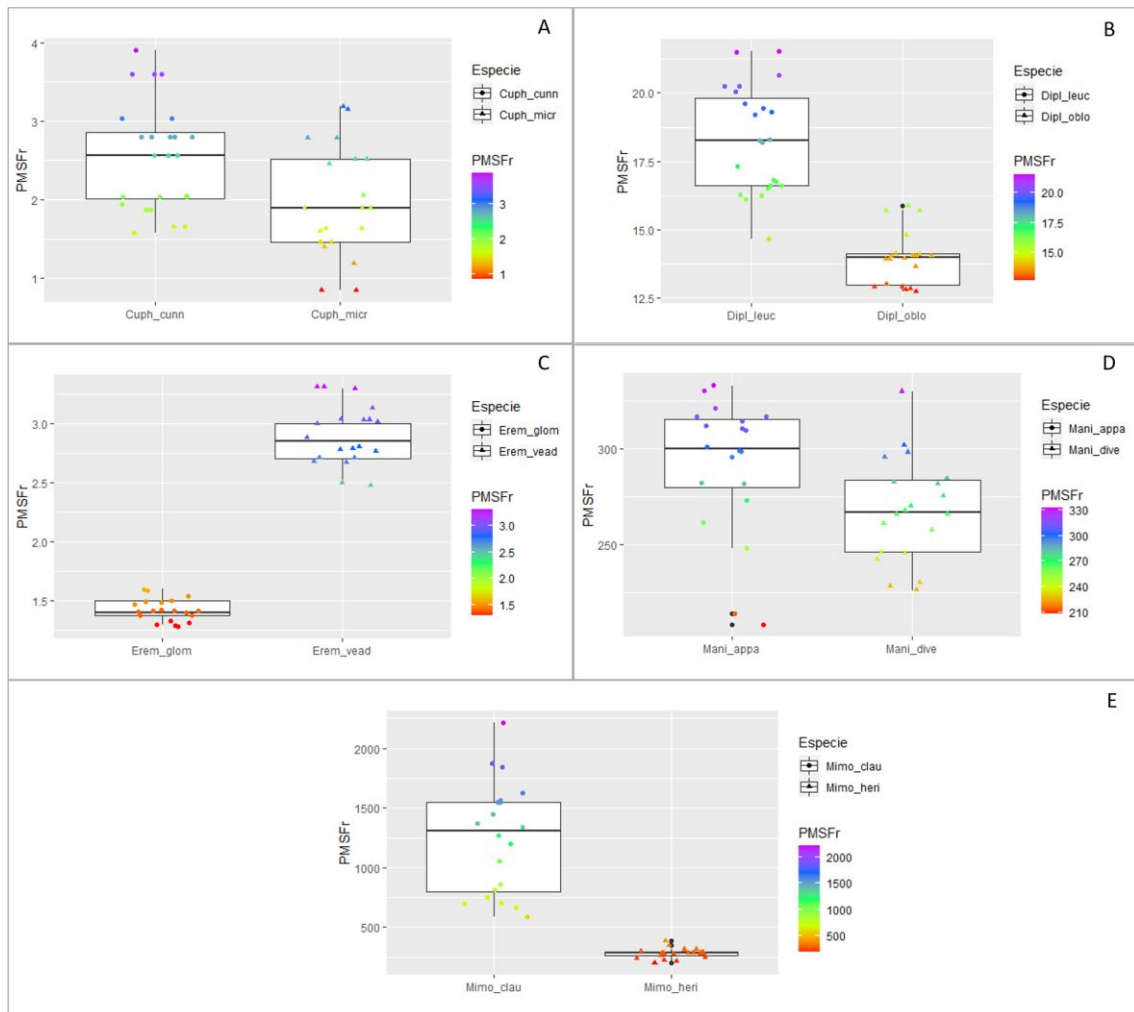 A
PMSFr
4
3
2
1
Cuph_cunn
Cuph_micr
Especie
Cuph_cunn
Cuph_micr
PMSFr
3
2
1
B
PMSFr
20.0
17.5
15.0
12.5
Dipl_leuc
Dipl_oblo
Especie
Dipl_leuc
Dipl_oblo
PMSFr
20.0
17.5
15.0
C
PMSFr
3.0
2.5
2.0
1.5
Erem_glom
Erem_vead
Especie
Erem_glom
Erem_vead
PMSFr
3.0
2.5
2.0
1.5
D
PMSFr
300
250
Mani_appa
Mani_dive
Especie
Mani_appa
Mani_dive
PMSFr
330
300
270
240
210
E
PMSFr
2000
1500
1000
500
Mimo_clau
Mimo_heri
Especie
Mimo_clau
Mimo_heri
PMSFr
2000
1500
1000
500